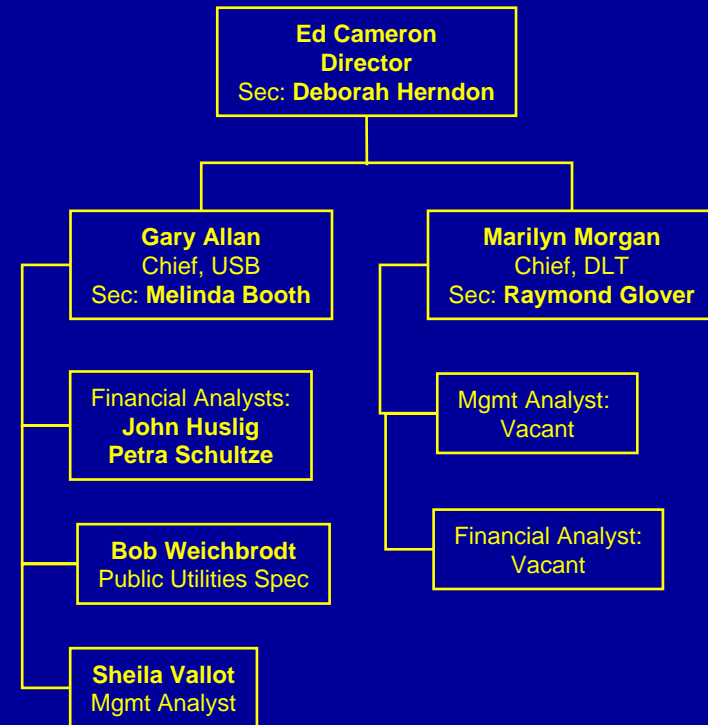 Ed Cameron
Director
Sec: Deborah Herndon
Gary Allan
Chief, USB
Sec: Melinda Booth
Marilyn Morgan
Chief, DLT
Sec: Raymond Glover
Financial Analysts:
John Huslig
Petra Schultze
Mgmt Analyst:
Vacant
Bob Weichbrodt
Public Utilities Spec
Financial Analyst:
Vacant
Sheila Vallot
Mgmt Analyst